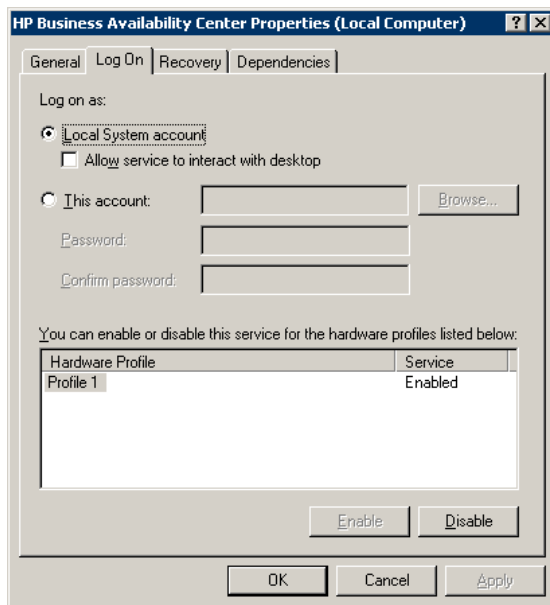 HP Business Availability Center Properties (Local Computer)
General Log On Recovery Dependencies
Log on as:
Local System account
Allow service to interact with desktop
This account: Browse...
Password:
Confirm password:
You can enable or disable this service for the hardware profiles listed below:
Hardware Profile Service
Profile 1 Enabled
Enable Disable
OK Cancel Apply